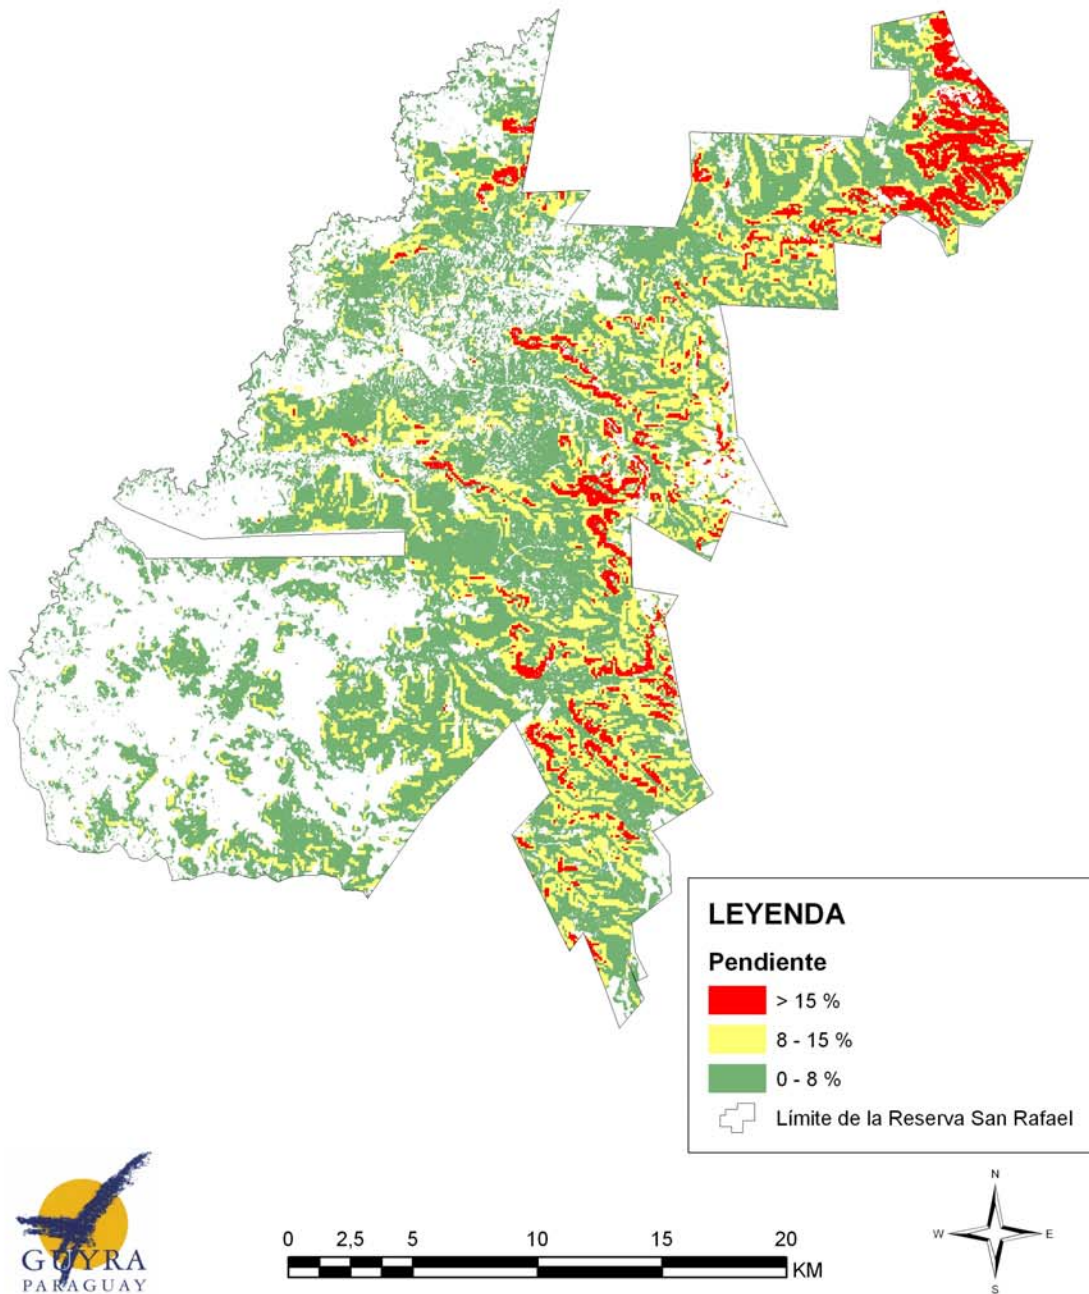 LEYENDA
Pendiente
> 15 %
8 - 15 %
0 - 8 %
Límite de la Reserva San Rafael
GUYRA
PARAGUAY
0 2,5 5 10 15 20
KM
N
W E
S